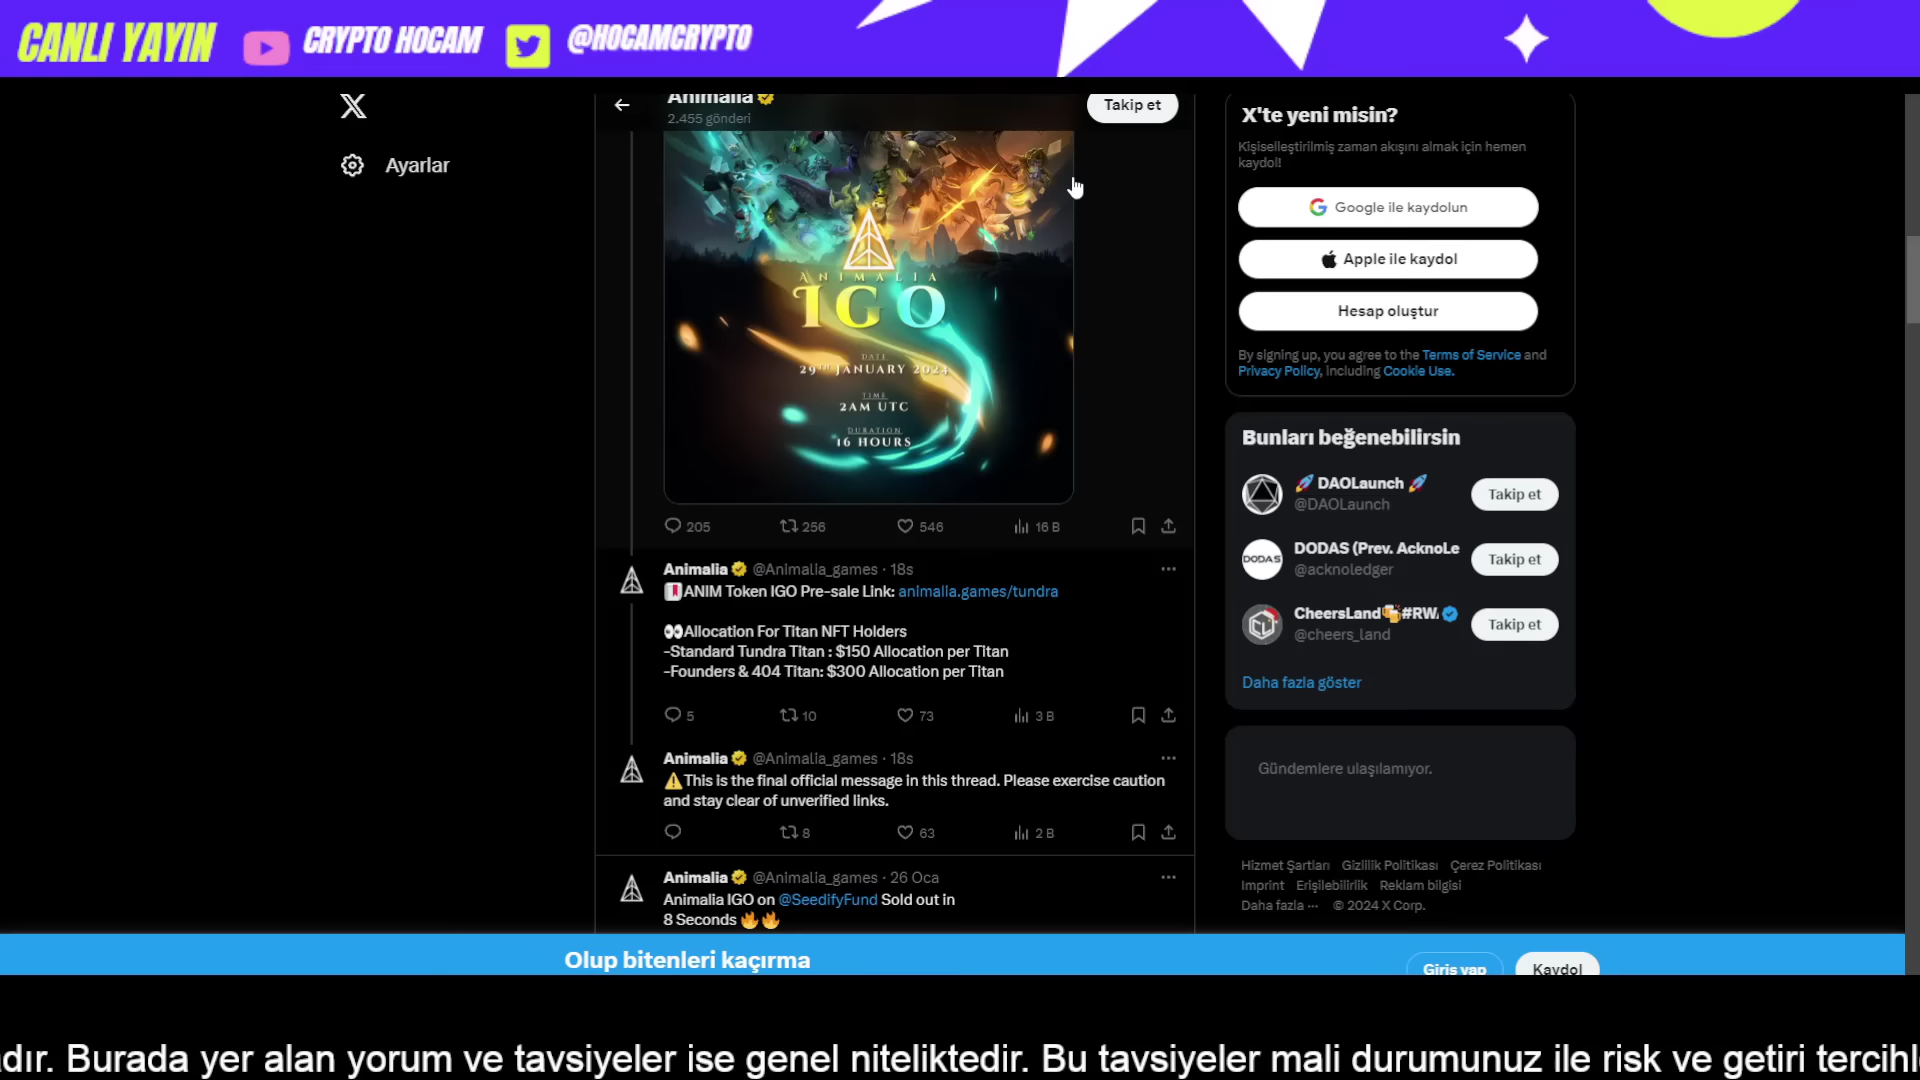 CANLI YAYIN
CRYPTO HOCAM
@HOCAMCRYPTO
Animalia
2.455 gönderi
Takip et
Ayarlar
ANIMALIA
IGO
DATE
29TH JANUARY 2024
TIME
2AM UTC
DURATION
16 HOURS
205 256 546 16 B
Animalia @Animalia_games · 18s
ANIM Token IGO Pre-sale Link: animalia.games/tundra
Allocation For Titan NFT Holders
-Standard Tundra Titan : $150 Allocation per Titan
-Founders & 404 Titan: $300 Allocation per Titan
5 10 73 3 B
Animalia @Animalia_games · 18s
This is the final official message in this thread. Please exercise caution
and stay clear of unverified links.
8 63 2 B
Animalia @Animalia_games · 26 Oca
Animalia IGO on @SeedifyFund Sold out in
8 Seconds
X'te yeni misin?
Kişiselleştirilmiş zaman akışını almak için hemen
kaydol!
Google ile kaydolun
Apple ile kaydol
Hesap oluştur
By signing up, you agree to the Terms of Service and
Privacy Policy, including Cookie Use.
Bunları beğenebilirsin
DAOLaunch
@DAOLaunch
Takip et
DODAS
DODAS (Prev. AcknoLe
@acknoledger
Takip et
CheersLand #RW
@cheers_land
Takip et
Daha fazla göster
Gündemlere ulaşılamıyor.
Hizmet Şartları Gizlilik Politikası Çerez Politikası
Imprint Erişilebilirlik Reklam bilgisi
Daha fazla ··· © 2024 X Corp.
Olup bitenleri kaçırma
Giriş yap
Kaydol
dır. Burada yer alan yorum ve tavsiyeler ise genel niteliktedir. Bu tavsiyeler mali durumunuz ile risk ve getiri tercihl